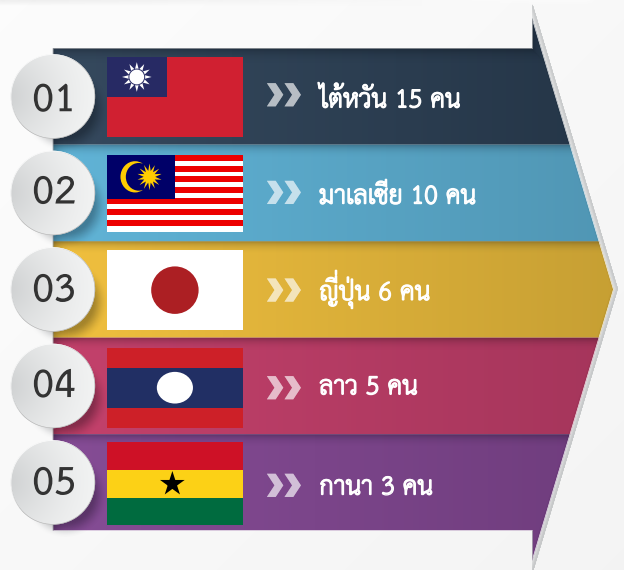 01
ไต้หวัน 15 คน
02
มาเลเซีย 10 คน
03
ญี่ปุ่น 6 คน
04
ลาว 5 คน
05
กานา 3 คน